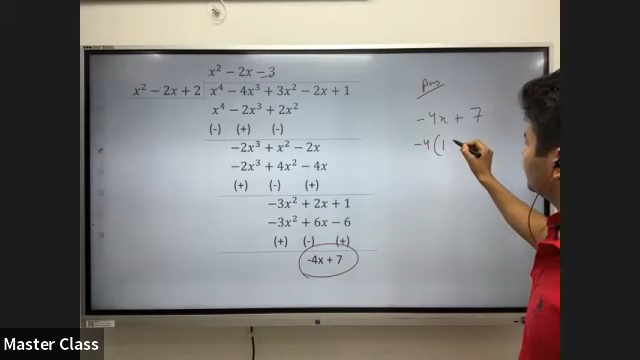 x² − 2x − 3
x² − 2x + 2 | x⁴ − 4x³ + 3x² − 2x + 1
x⁴ − 2x³ + 2x²
(-) (+) (-)
−2x³ + x² − 2x
−2x³ + 4x² − 4x
(+) (-) (+)
−3x² + 2x + 1
−3x² + 6x − 6
(+) (-) (+)
-4x + 7
Ans
−4x + 7
−4(1
Master Class